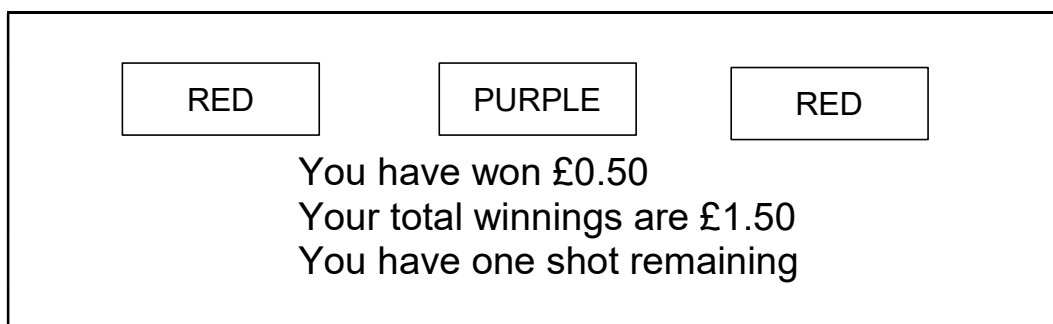 RED PURPLE RED
You have won £0.50
Your total winnings are £1.50
You have one shot remaining